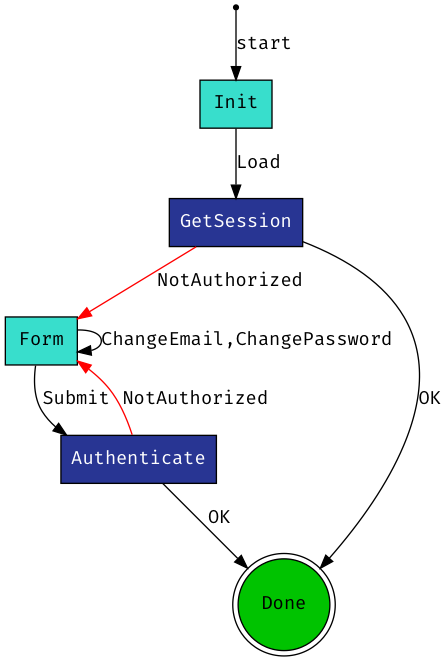 start
Init
Load
GetSession
NotAuthorized
Form
ChangeEmail,ChangePassword
Submit
NotAuthorized
OK
Authenticate
OK
Done